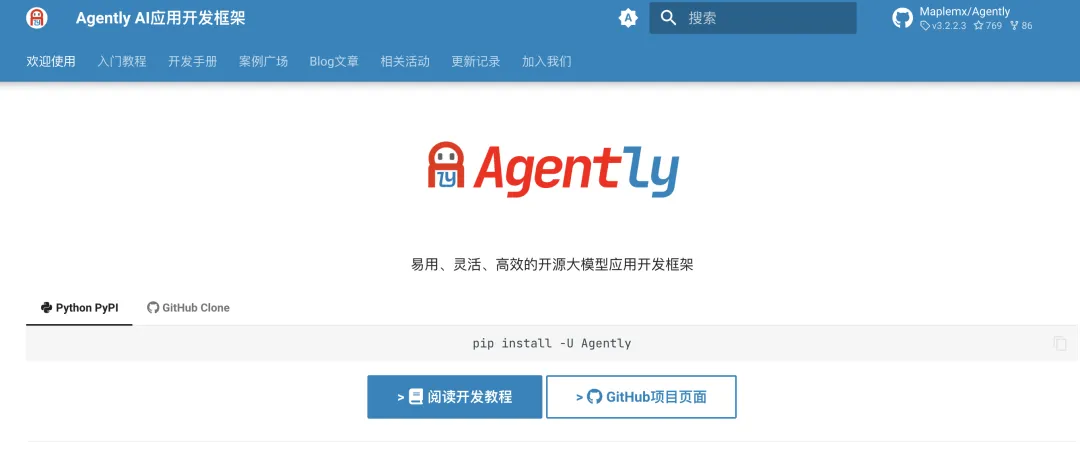 Agently AI应用开发框架
搜索
Maplemx/Agently
v3.2.2.3 769 86
欢迎使用 入门教程 开发手册 案例广场 Blog文章 相关活动 更新记录 加入我们
ly Agently
易用、灵活、高效的开源大模型应用开发框架
Python PyPI GitHub Clone
pip install -U Agently
> 阅读开发教程 > GitHub项目页面